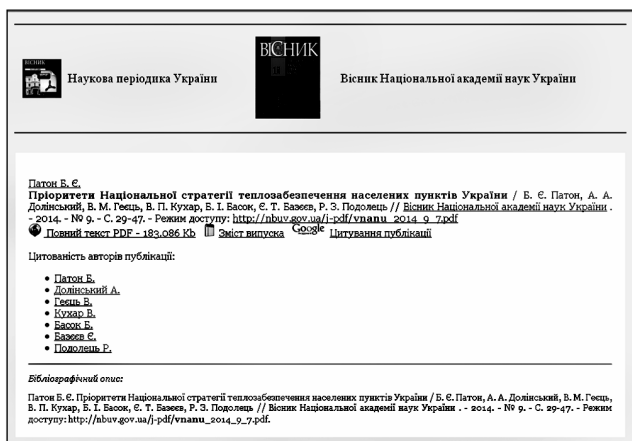 ВІСНИК
ВІСНИК
Наукова періодика України
Вісник Національної академії наук України
Патон Б. Є.
Пріоритети Національної стратегії теплозабезпечення населених пунктів України / Б. Є. Патон, А. А.
Долінський, В. М. Геєць, В. П. Кухар, Б. І. Басок, Є. Т. Базєєв, Р. З. Подолець // Вісник Національної академії наук України .
- 2014. - № 9. - С. 29-47. - Режим доступу: http://nbuv.gov.ua/j-pdf/vnanu_2014_9_7.pdf
Повний текст PDF - 183.086 Kb Зміст випуска Google Цитування публікації
Цитованість авторів публікації:
• Патон Б.
• Долінський А.
• Геєць В.
• Кухар В.
• Басок Б.
• Базєєв Є.
• Подолець Р.
Бібліографічний опис:
Патон Б. Є. Пріоритети Національної стратегії теплозабезпечення населених пунктів України / Б. Є. Патон, А. А. Долінський, В. М. Геєць,
В. П. Кухар, Б. І. Басок, Є. Т. Базєєв, Р. З. Подолець // Вісник Національної академії наук України . - 2014. - № 9. - С. 29-47. - Режим
доступу: http://nbuv.gov.ua/j-pdf/vnanu_2014_9_7.pdf.